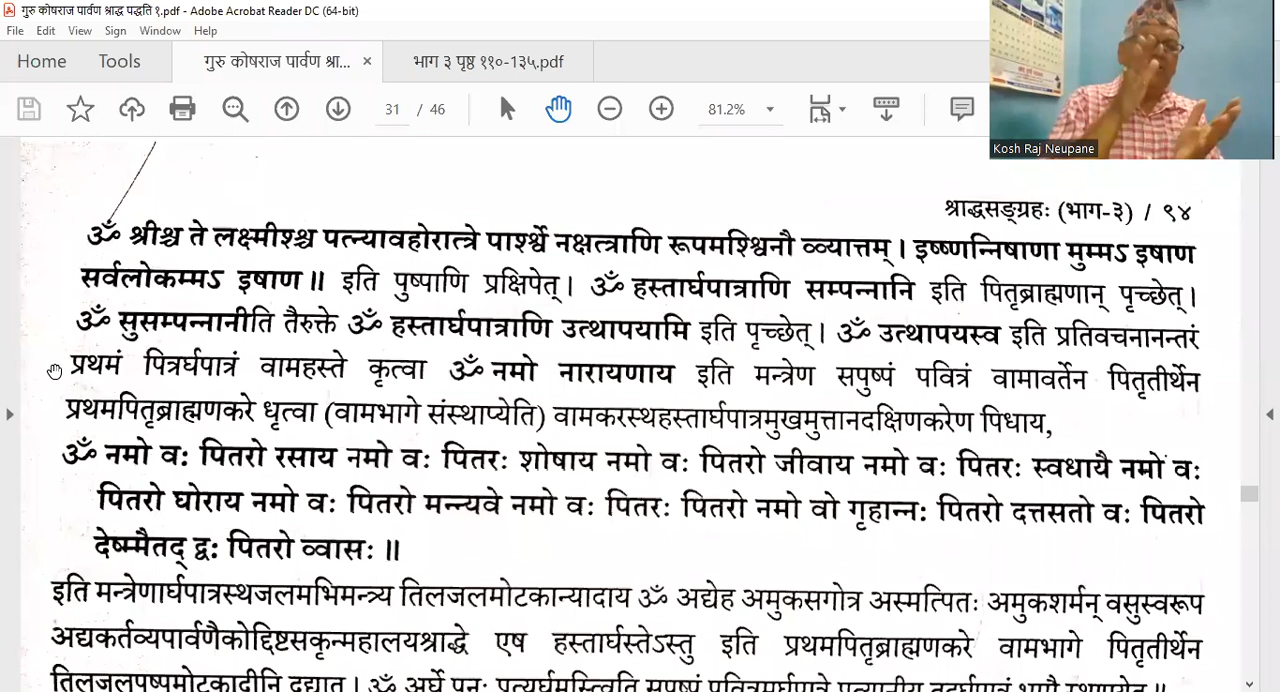 गुरु कोषराज पार्वण श्राद्ध पद्धति १.pdf - Adobe Acrobat Reader DC (64-bit)
File Edit View Sign Window Help
Home Tools गुरु कोषराज पार्वण श्रा... × भाग ३ पृष्ठ ११०-१३५.pdf
31 / 46 81.2%
Kosh Raj Neupane
श्राद्धसङ्ग्रहः (भाग-३) / ९४
ॐ श्रीश्च ते लक्ष्मीश्श्च पत्न्यावहोरात्रे पार्श्श्वे नक्षत्राणि रूपमश्श्विनौ व्व्यात्तम् । इष्ष्णन्निषाणा मुम्मऽ इषाण
सर्वलोकम्मऽ इषाण ॥ इति पुष्पाणि प्रक्षिपेत् । ॐ हस्तार्घपात्राणि सम्पन्नानि इति पितृब्राह्मणान् पृच्छेत् ।
ॐ सुसम्पन्नानीति तैरुक्ते ॐ हस्तार्घपात्राणि उत्थापयामि इति पृच्छेत् । ॐ उत्थापयस्व इति प्रतिवचनानन्तरं
प्रथमं पित्रर्घपात्रं वामहस्ते कृत्वा ॐ नमो नारायणाय इति मन्त्रेण सपुष्पं पवित्रं वामावर्तेन पितृतीर्थेन
प्रथमपितृब्राह्मणकरे धृत्वा (वामभागे संस्थाप्येति) वामकरस्थहस्तार्घपात्रमुखमुत्तानदक्षिणकरेण पिधाय,
ॐ नमो वः पितरो रसाय नमो वः पितरः शोषाय नमो वः पितरो जीवाय नमो वः पितरः स्वधायै नमो वः
पितरो घोराय नमो वः पितरो मन्न्यवे नमो वः पितरः पितरो नमो वो गृहान्नः पितरो दत्तसतो वः पितरो
देष्म्मैतद् द्वः पितरो व्वासः ॥
इति मन्त्रेणार्घपात्रस्थजलमभिमन्त्र्य तिलजलमोटकान्यादाय ॐ अद्येह अमुकसगोत्र अस्मत्पितः अमुकशर्मन् वसुस्वरूप
अद्यकर्तव्यपार्वणैकोद्दिष्टसकृन्महालयश्राद्धे एष हस्तार्घस्तेऽस्तु इति प्रथमपितृब्राह्मणकरे वामभागे पितृतीर्थेन
तिलजलपुष्पमोटकादीनि दद्यात् । ॐ अर्घे पुनः